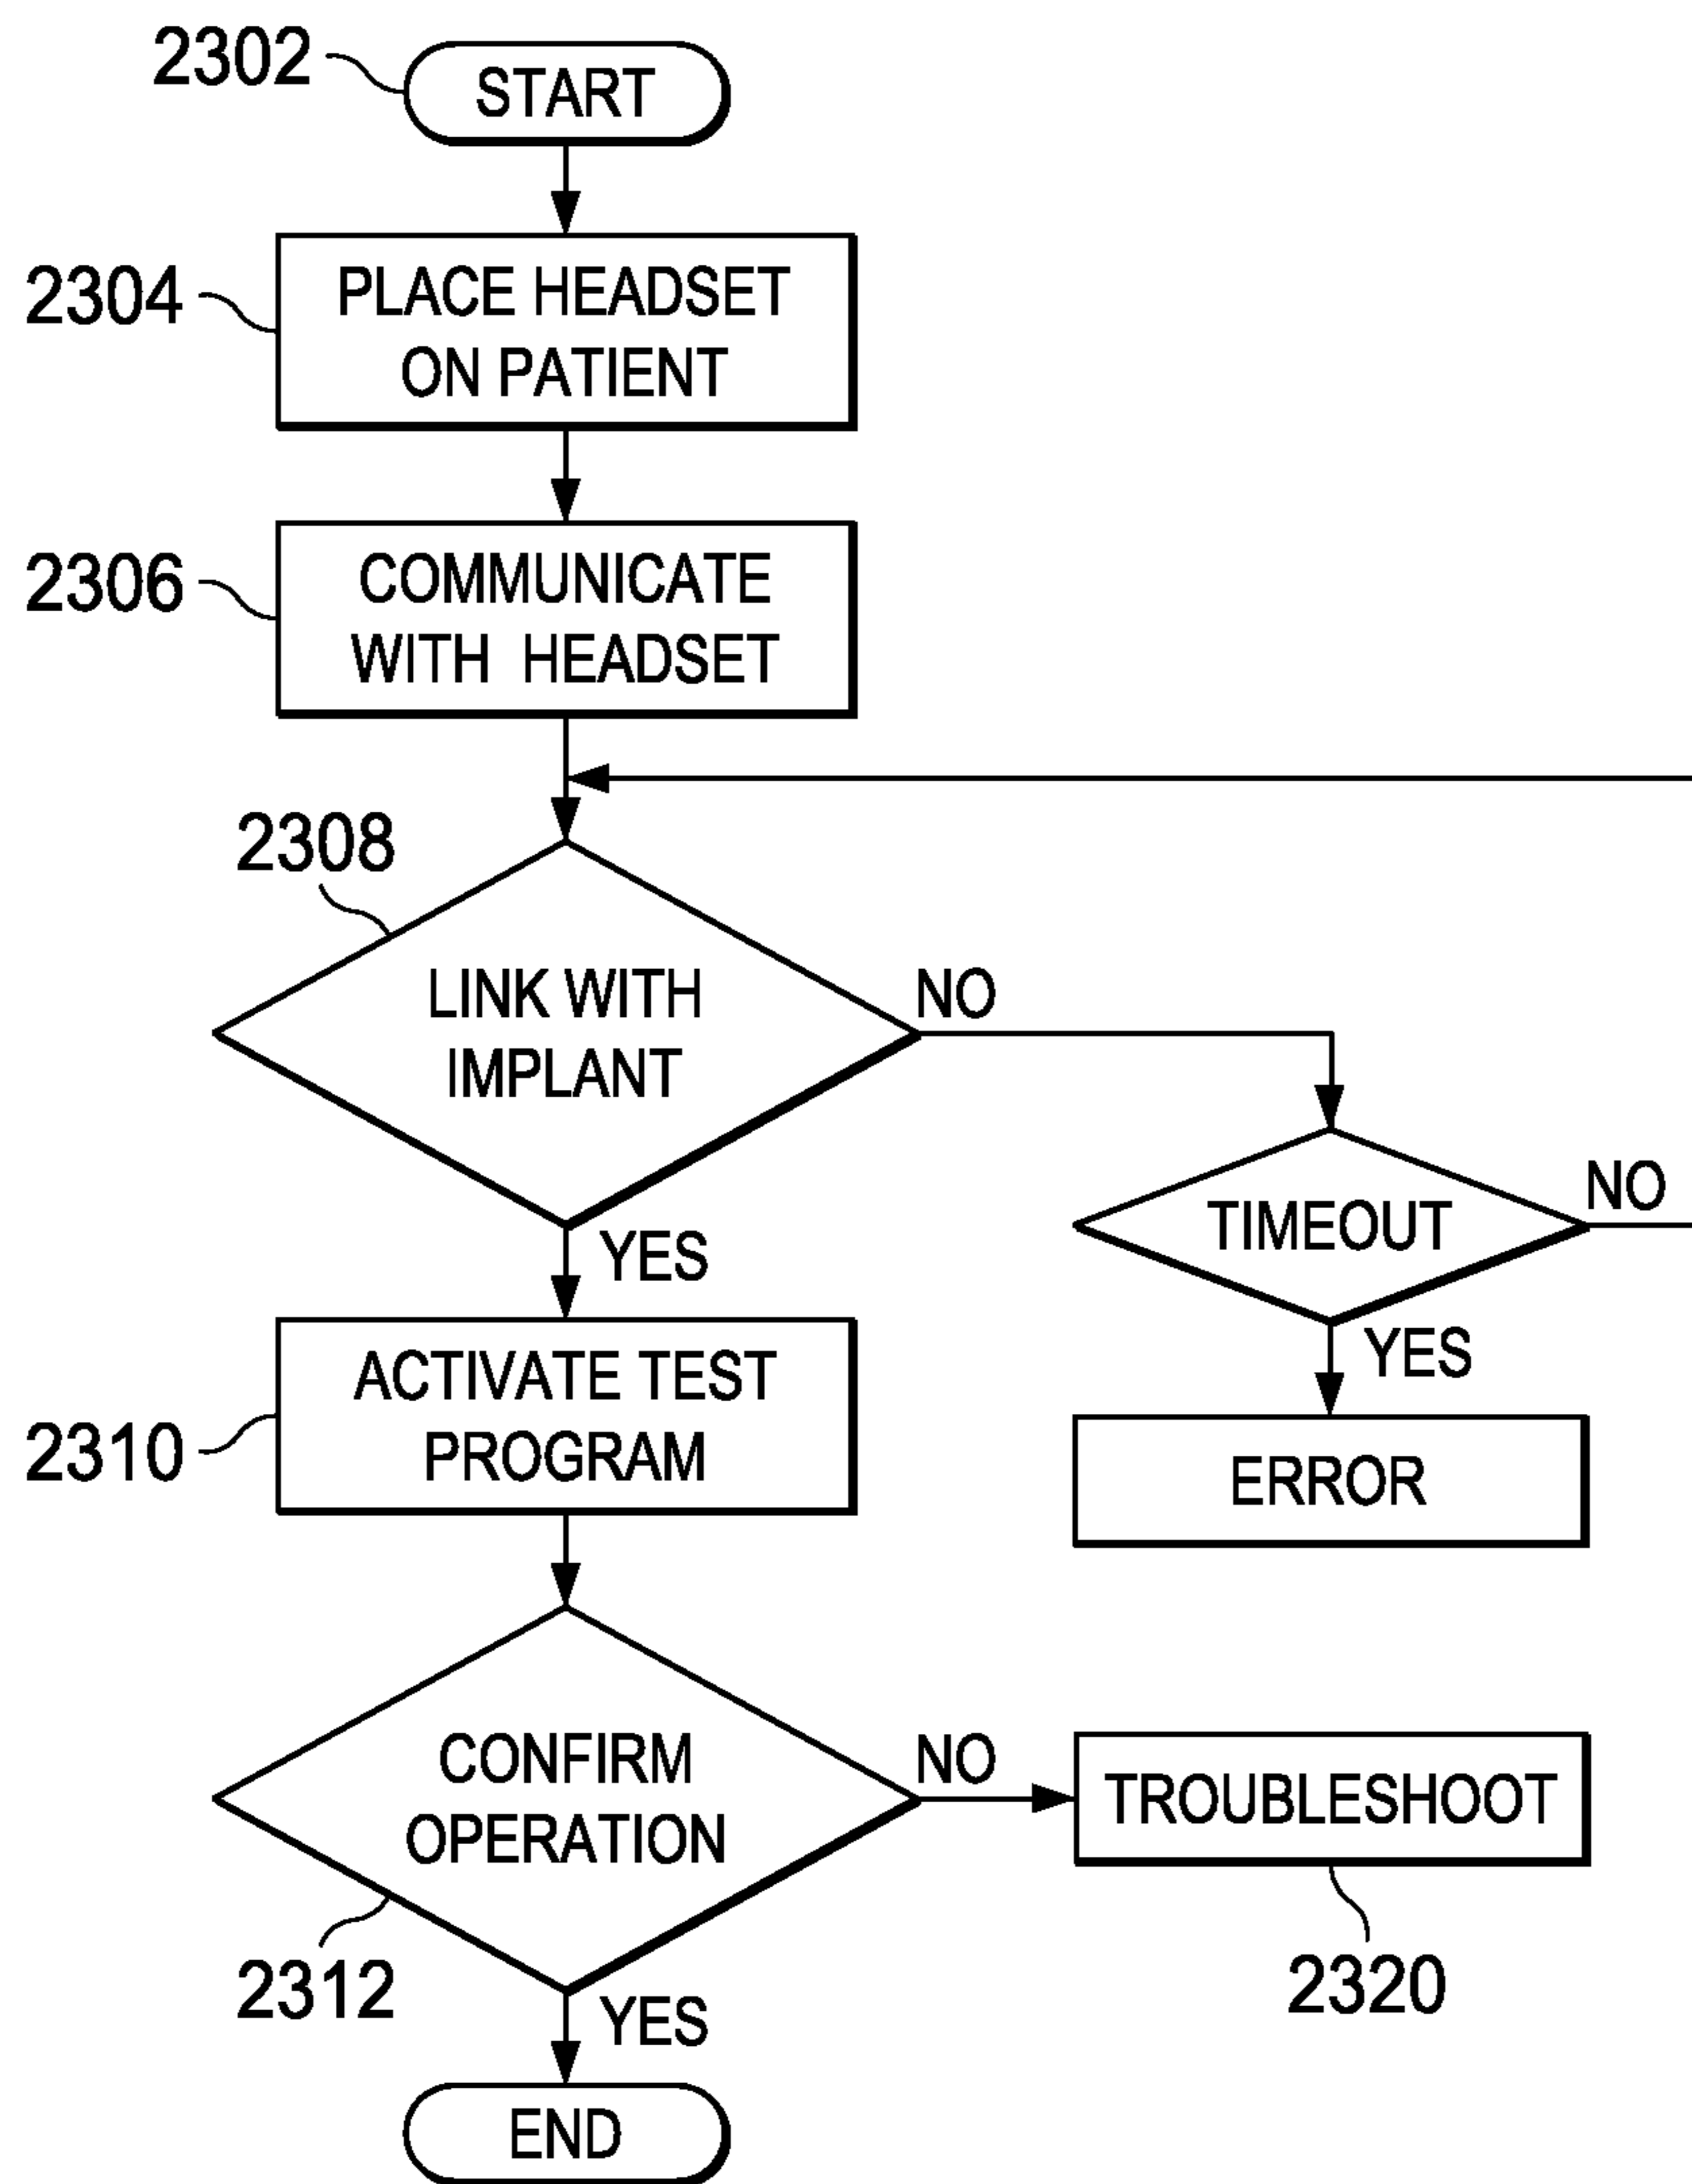 2302
START
2304
PLACE HEADSET
ON PATIENT
2306
COMMUNICATE
WITH HEADSET
2308
LINK WITH
IMPLANT
NO
TIMEOUT
NO
YES
YES
ERROR
2310
ACTIVATE TEST
PROGRAM
CONFIRM
OPERATION
NO
TROUBLESHOOT
2312
2320
YES
END